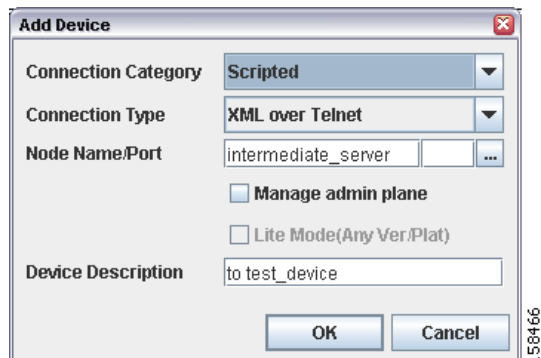 Add Device
Connection Category Scripted
Connection Type XML over Telnet
Node Name/Port intermediate_server ...
Manage admin plane
Lite Mode(Any Ver/Plat)
Device Description to test_device
OK Cancel
58466